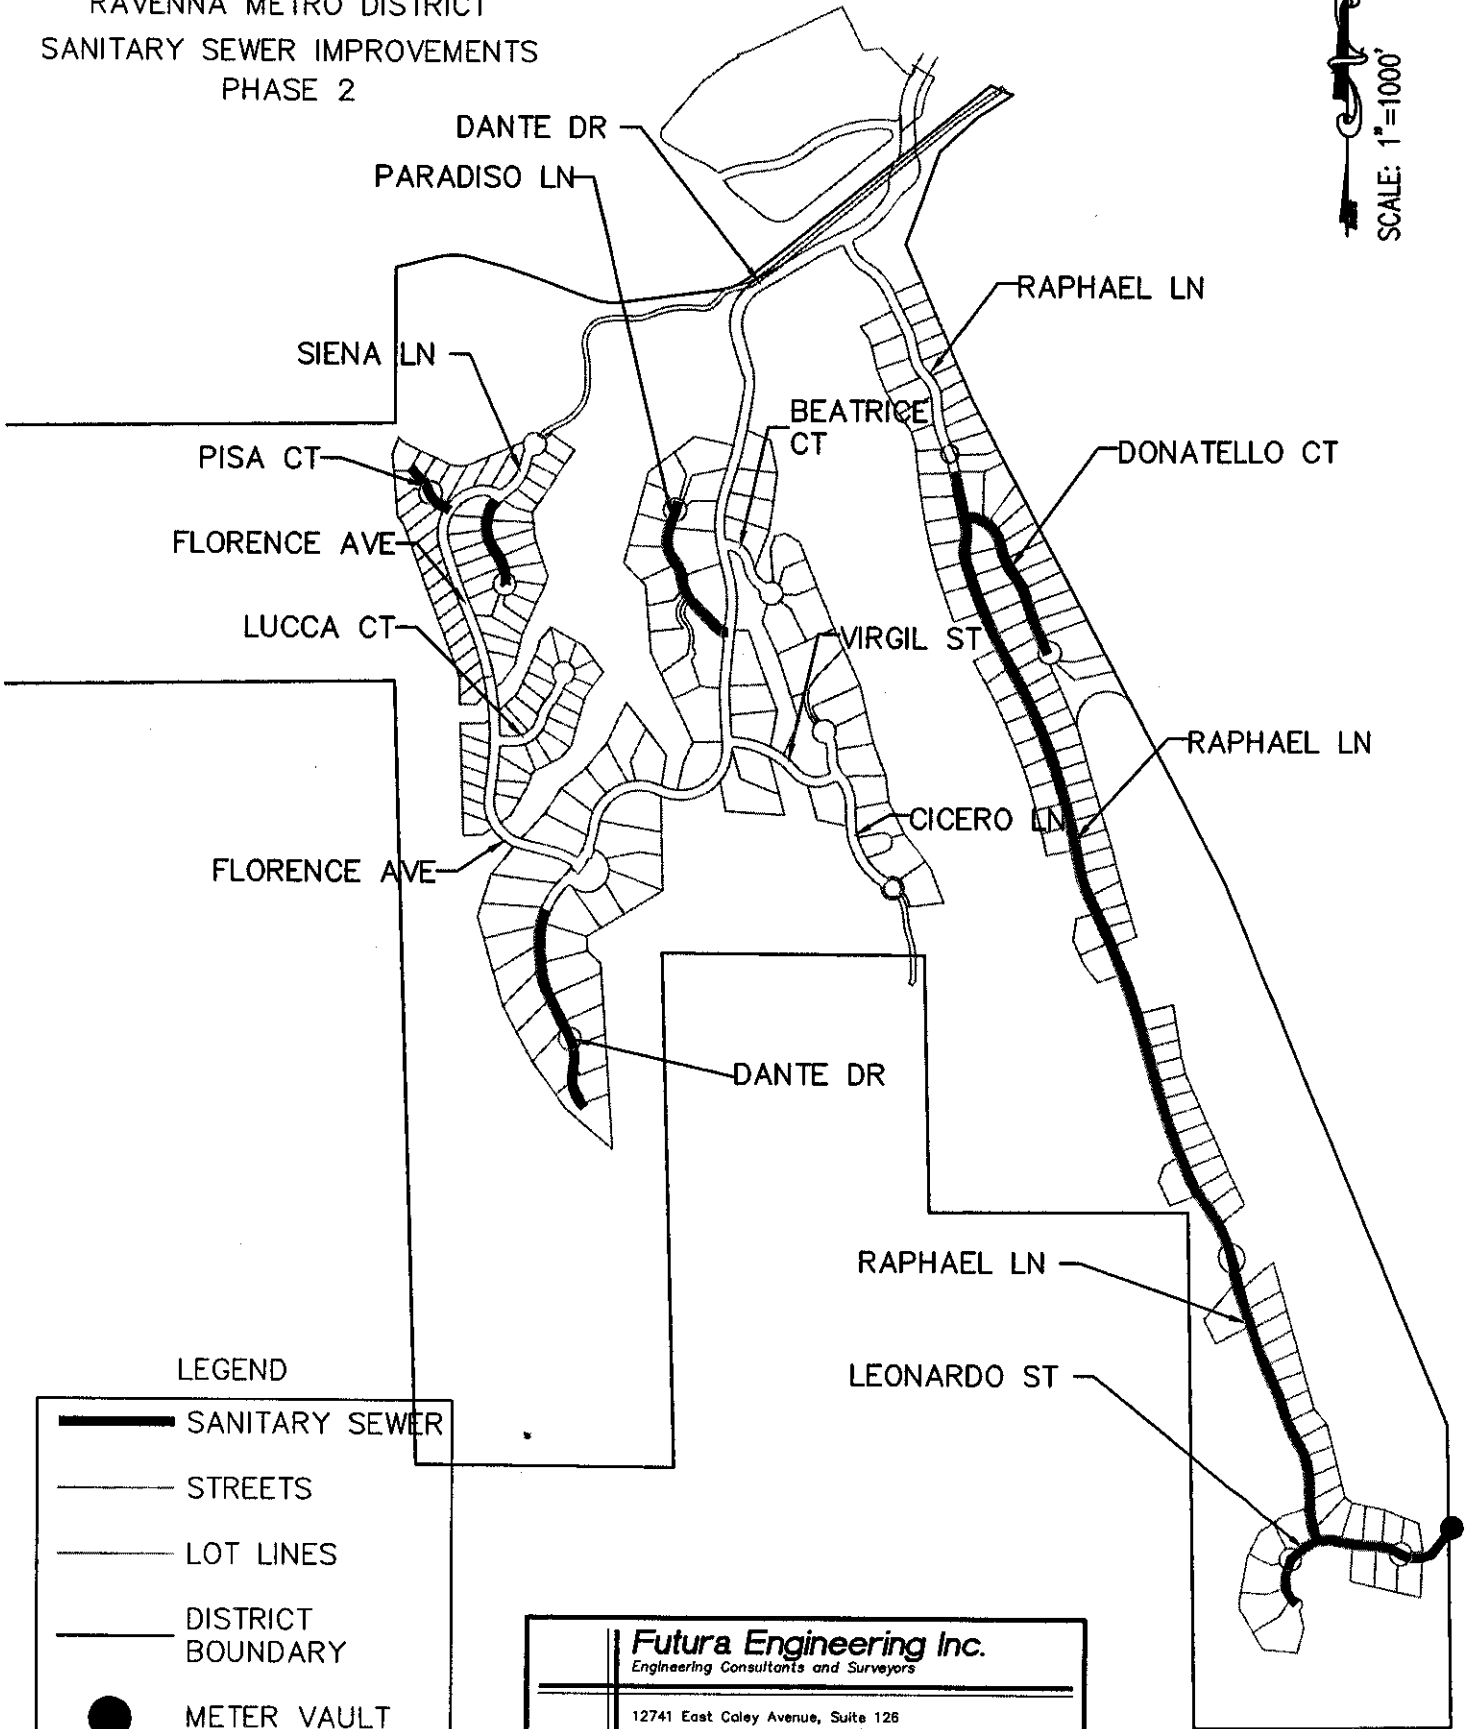 RAVENNA METRO DISTRICT
SANITARY SEWER IMPROVEMENTS
PHASE 2
SCALE: 1"=1000'
DANTE DR
PARADISO LN
RAPHAEL LN
SIENA LN
BEATRICE
CT
DONATELLO CT
PISA CT
FLORENCE AVE
LUCCA CT
VIRGIL ST
RAPHAEL LN
CICERO LN
FLORENCE AVE
DANTE DR
RAPHAEL LN
LEONARDO ST
LEGEND
SANITARY SEWER
STREETS
LOT LINES
DISTRICT
BOUNDARY
METER VAULT
Futura Engineering Inc.
Engineering Consultants and Surveyors
12741 East Caley Avenue, Suite 126